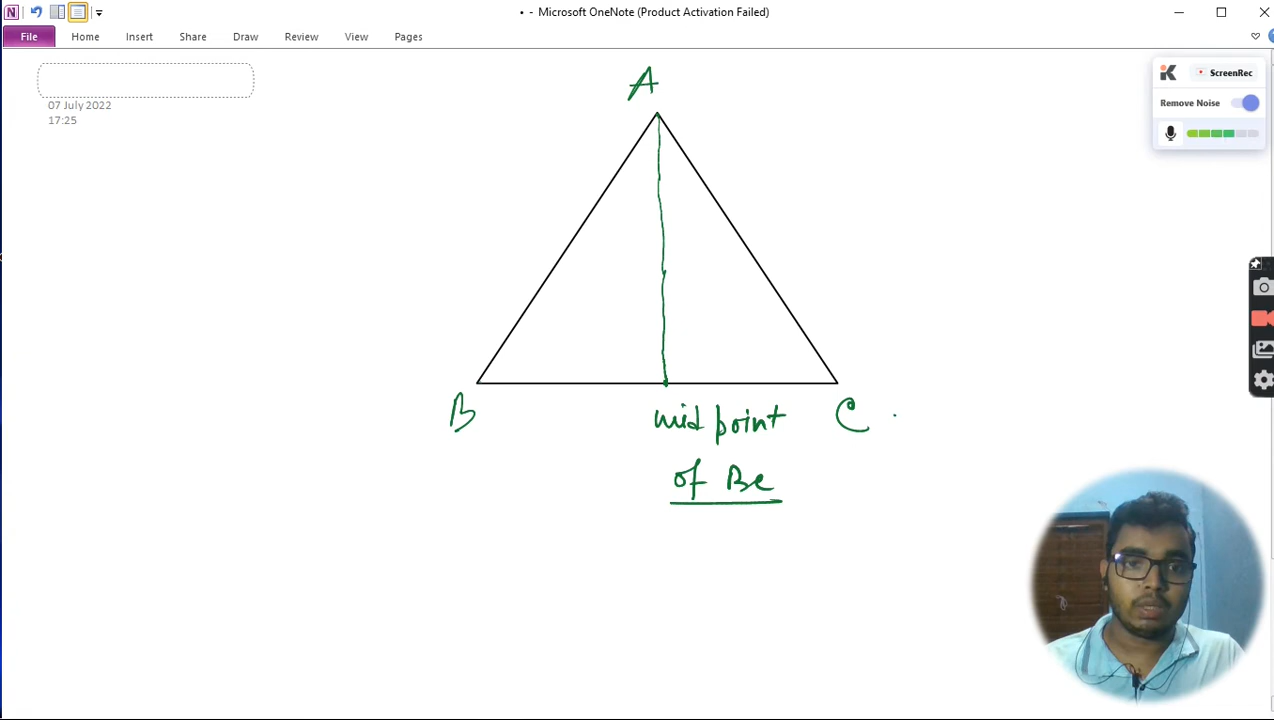 • - Microsoft OneNote (Product Activation Failed)
File Home Insert Share Draw Review View Pages
ScreenRec
Remove Noise
07 July 2022
17:25
A
B mid point C
of Bc